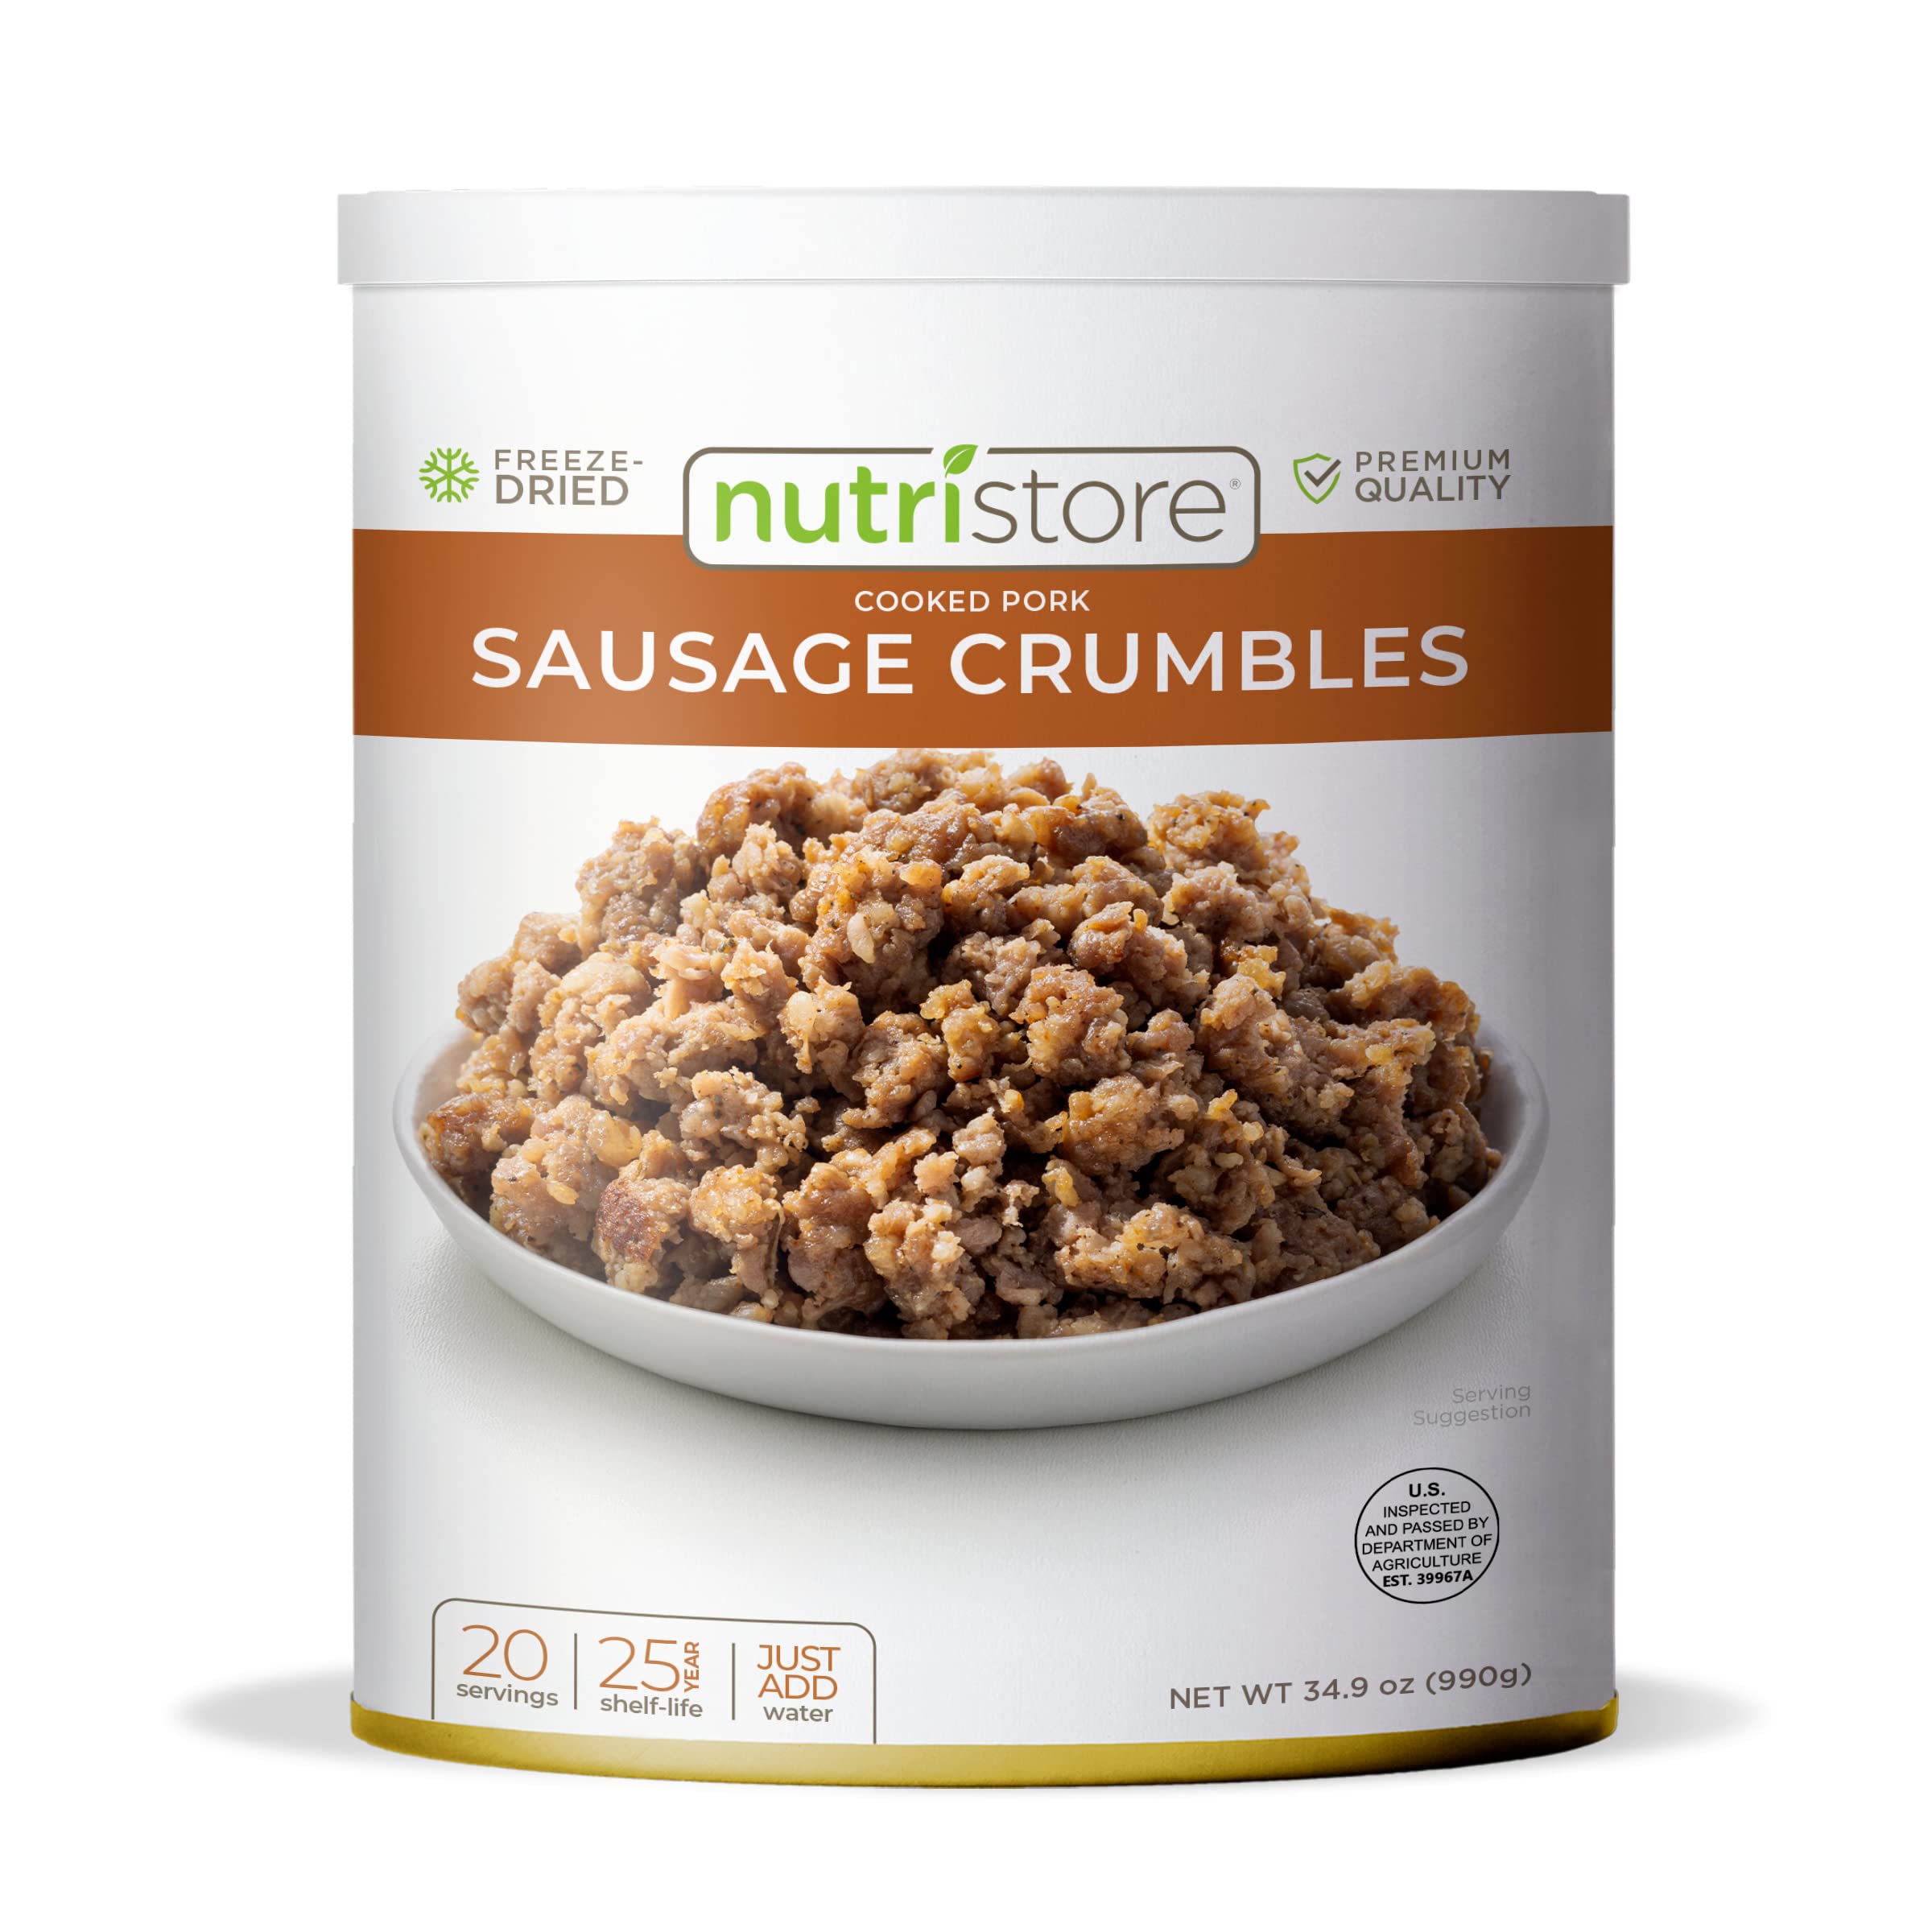 FREEZE-
DRIED
nutristore®
PREMIUM
QUALITY
COOKED PORK
SAUSAGE CRUMBLES
Serving
Suggestion
U.S.
INSPECTED
AND PASSED BY
DEPARTMENT OF
AGRICULTURE
EST. 39967A
20
servings
25 YEAR
shelf-life
JUST
ADD
water
NET WT 34.9 oz (990g)